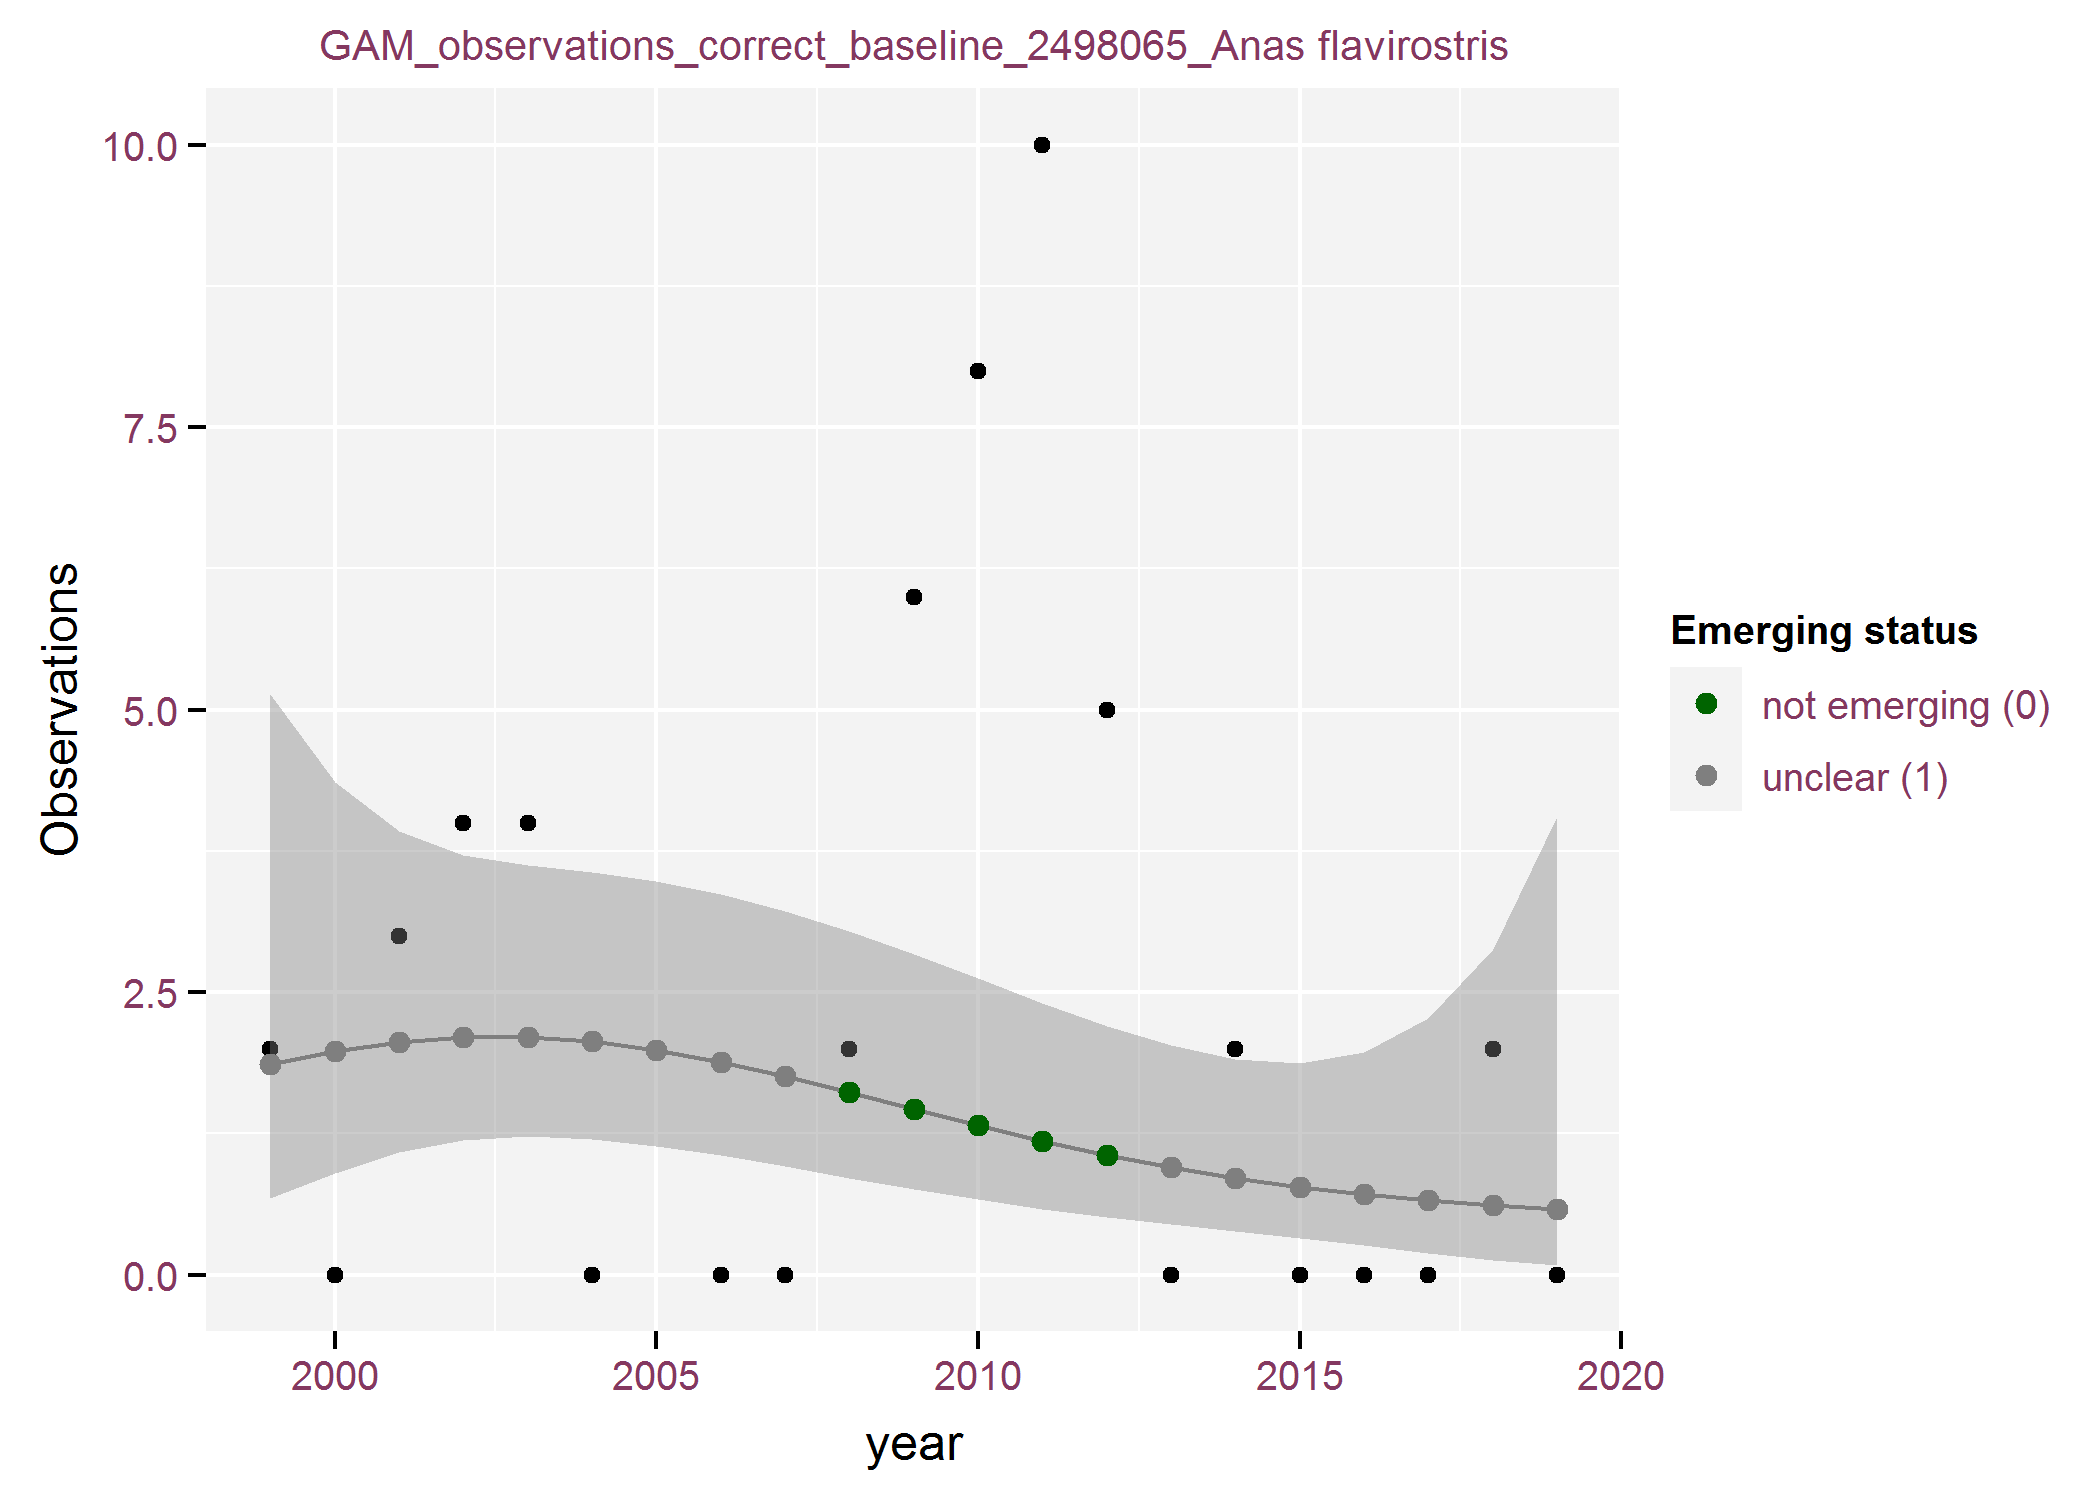 GAM_observations_correct_baseline_2498065_Anas flavirostris
10.0
7.5
5.0
2.5
0.0
Observations
2000 2005 2010 2015 2020
year
Emerging status
not emerging (0)
unclear (1)